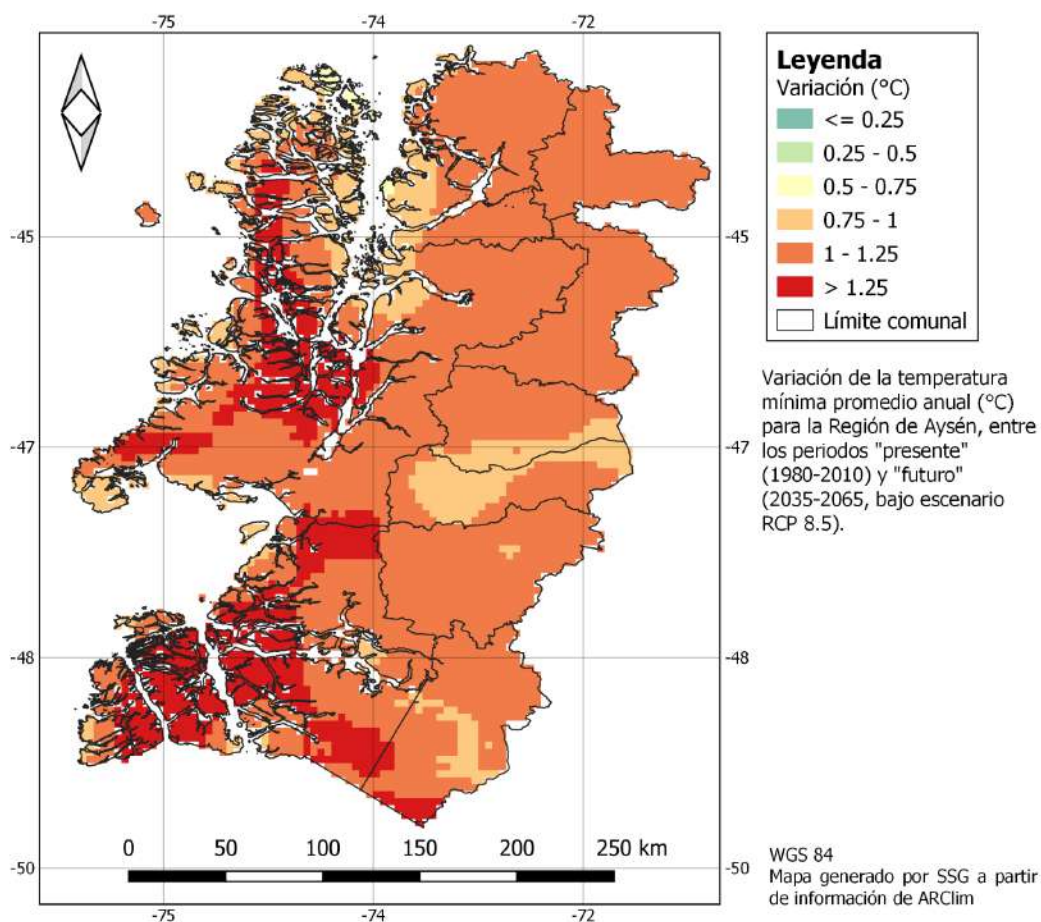 -75
-74
-72
-45
-45
-47
-47
-48
-48
-50
-50
0
50
100
150
200
250 km
-75
-74
-72
Leyenda
Variación (°C)
<= 0.25
0.25 - 0.5
0.5 - 0.75
0.75 - 1
1 - 1.25
> 1.25
Límite comunal
Variación de la temperatura
mínima promedio anual (°C)
para la Región de Aysén, entre
los periodos "presente"
(1980-2010) y "futuro"
(2035-2065, bajo escenario
RCP 8.5).
WGS 84
Mapa generado por SSG a partir
de información de ARClim